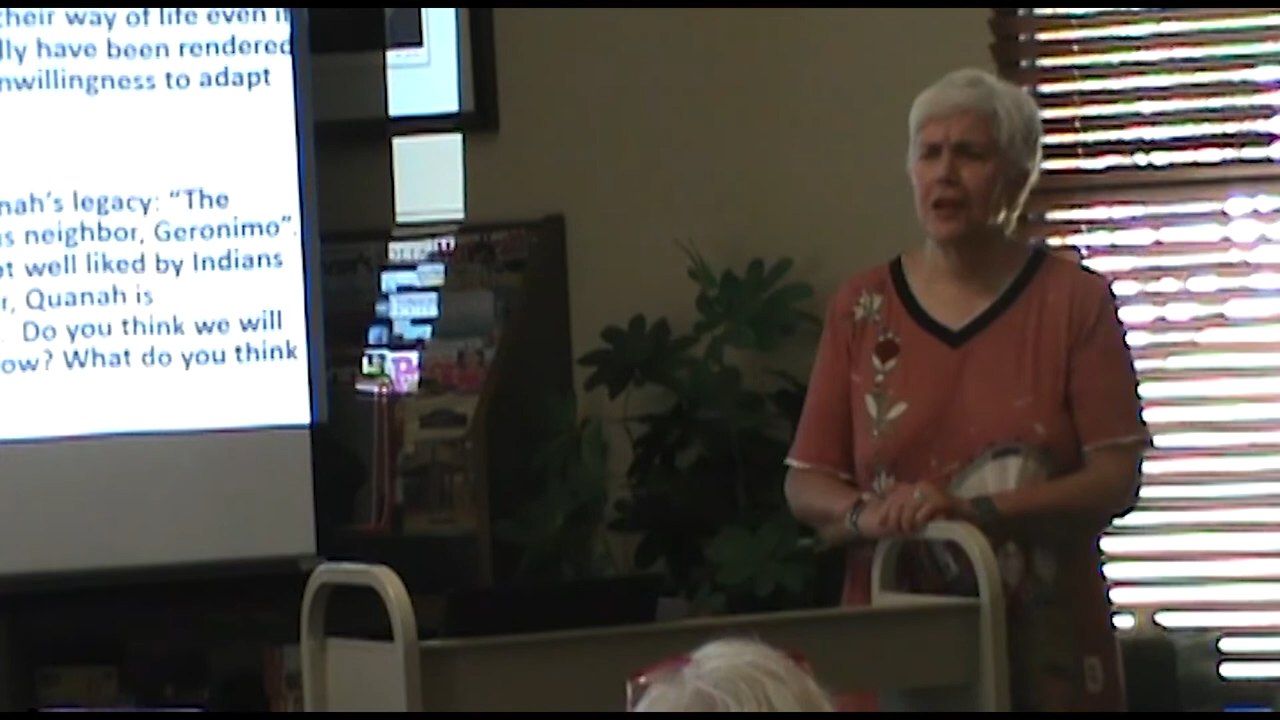 their way of life even i
lly have been rendered
nwillingness to adapt
nah's legacy: “The
s neighbor, Geronimo”.
ot well liked by Indians
r, Quanah is
. Do you think we will
ow? What do you think